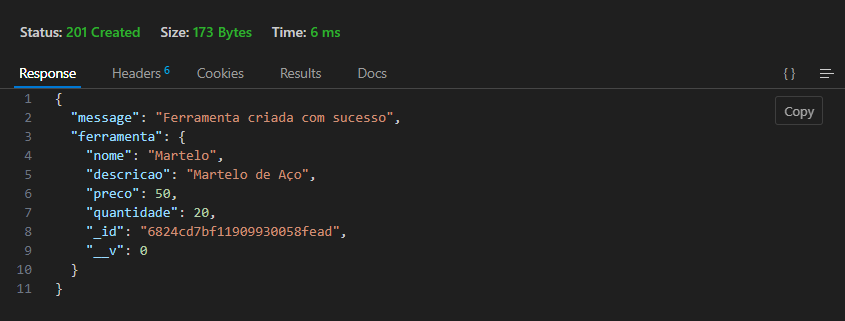 Status: 201 Created Size: 173 Bytes Time: 6 ms
Response Headers 6 Cookies Results Docs { }
Copy
1 {
2 "message": "Ferramenta criada com sucesso",
3 "ferramenta": {
4 "nome": "Martelo",
5 "descricao": "Martelo de Aço",
6 "preco": 50,
7 "quantidade": 20,
8 "_id": "6824cd7bf11909930058fead",
9 "__v": 0
10 }
11 }